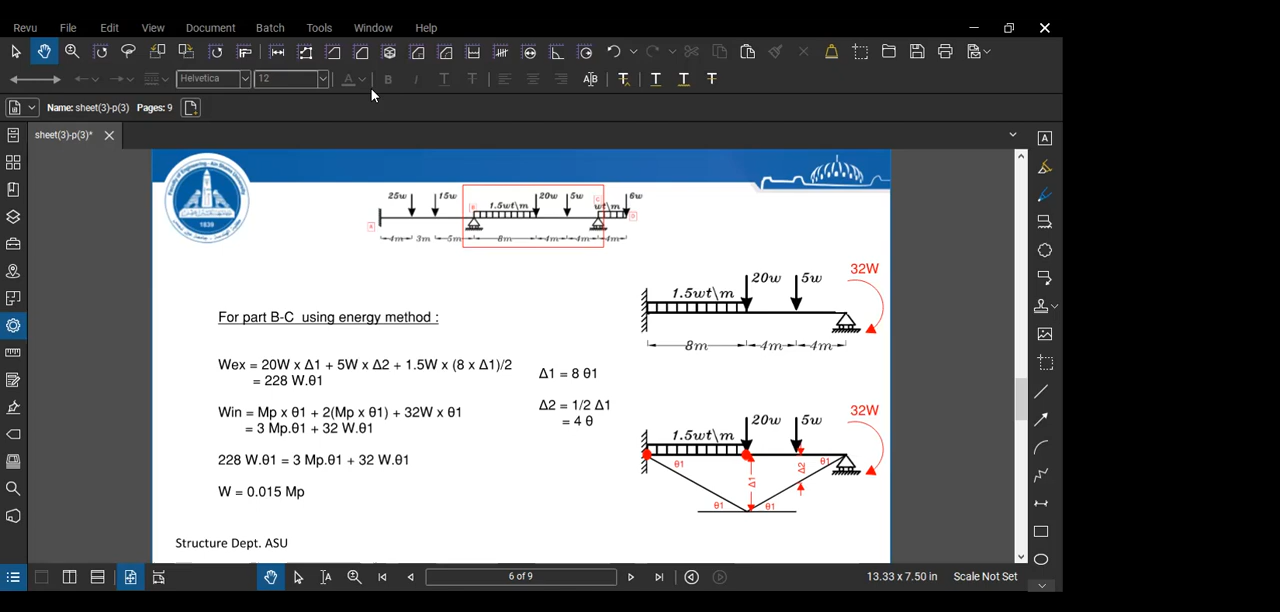 Revu File Edit View Document Batch Tools Window Help
Helvetica 12 A B I T T AB T T T T
Name: sheet(3)-p(3) Pages: 9
sheet(3)-p(3)*
25w 15w 20w 5w 6w
B 1.5wt\m C wt\m
A D
4m 3m 5m 8m 4m 4m 4m
32W
20w 5w
1.5wt\m
8m 4m 4m
For part B-C using energy method :
Wex = 20W x Δ1 + 5W x Δ2 + 1.5W x (8 x Δ1)/2
= 228 W.θ1
Win = Mp x θ1 + 2(Mp x θ1) + 32W x θ1
= 3 Mp.θ1 + 32 W.θ1
228 W.θ1 = 3 Mp.θ1 + 32 W.θ1
W = 0.015 Mp
Δ1 = 8 θ1
Δ2 = 1/2 Δ1
= 4 θ
32W
20w 5w
1.5wt\m
θ1 Δ1 Δ2 θ1
θ1 θ1
Structure Dept. ASU
6 of 9
13.33 x 7.50 in Scale Not Set